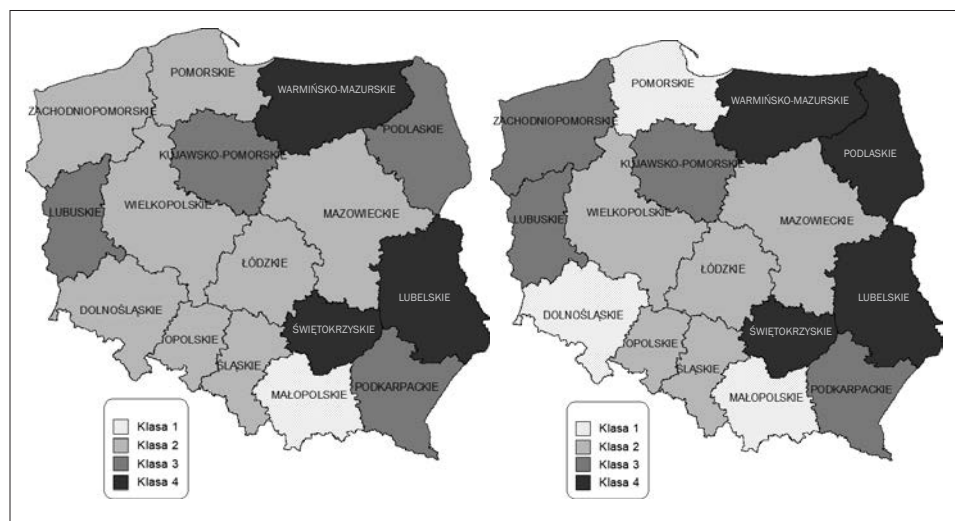 POMORSKIE
WARMIŃSKO-MAZURSKIE
ZACHODNIOPOMORSKIE
PODLASKIE
KUJAWSKO-POMORSKIE
LUBUSKIE
WIELKOPOLSKIE
MAZOWIECKIE
ŁÓDZKIE
LUBELSKIE
DOLNOŚLĄSKIE
ŚWIĘTOKRZYSKIE
OPOLSKIE
ŚLĄSKIE
PODKARPACKIE
MAŁOPOLSKIE
Klasa 1
Klasa 2
Klasa 3
Klasa 4
POMORSKIE
WARMIŃSKO-MAZURSKIE
ZACHODNIOPOMORSKIE
PODLASKIE
KUJAWSKO-POMORSKIE
LUBUSKIE
WIELKOPOLSKIE
MAZOWIECKIE
ŁÓDZKIE
LUBELSKIE
DOLNOŚLĄSKIE
ŚWIĘTOKRZYSKIE
OPOLSKIE
ŚLĄSKIE
PODKARPACKIE
MAŁOPOLSKIE
Klasa 1
Klasa 2
Klasa 3
Klasa 4